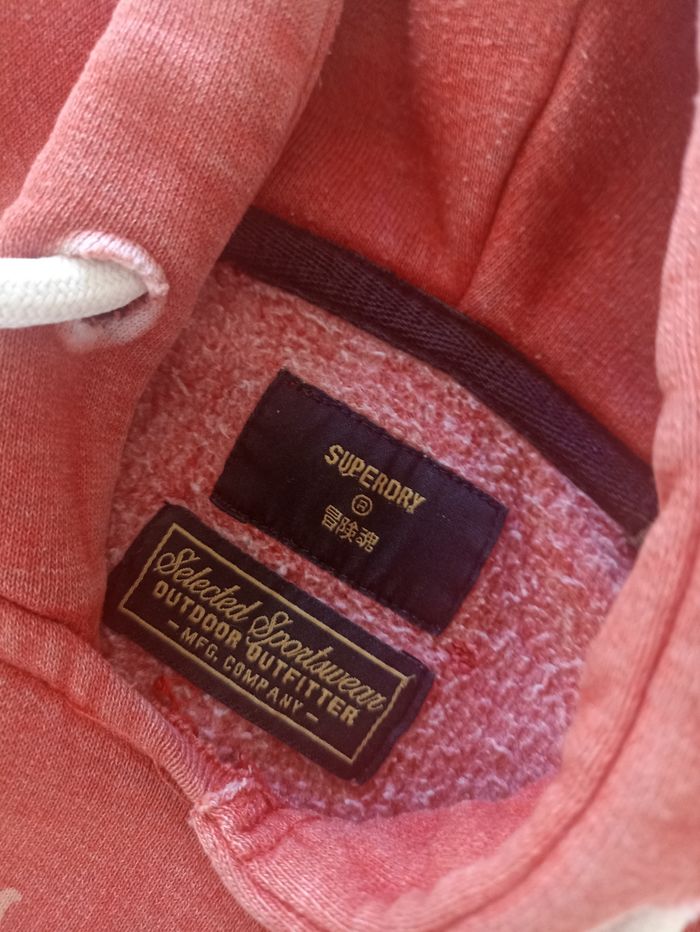 SUPERDRY
®
冒険魂
Selected Sportswear
OUTDOOR OUTFITTER
- MFG. COMPANY -